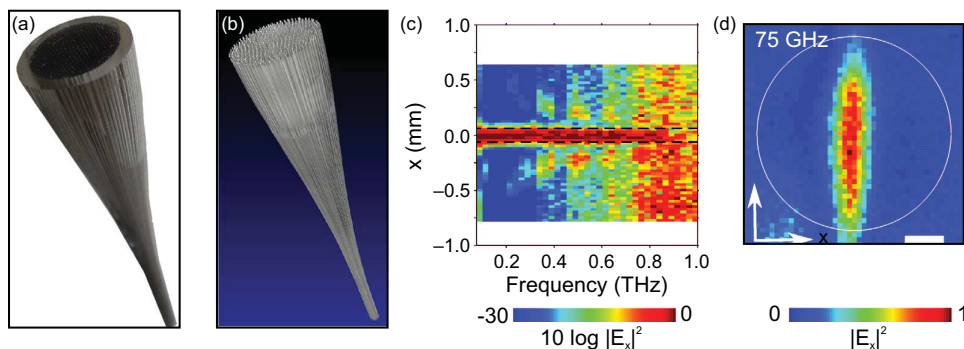 (a)
(b)
(c)
(d)
1.0
0.5
0.0
–0.5
–1.0
x (mm)
0.2
0.4
0.6
0.8
1.0
Frequency (THz)
-30
0
10 log |Eₓ|²
75 GHz
x
0
1
|Eₓ|²